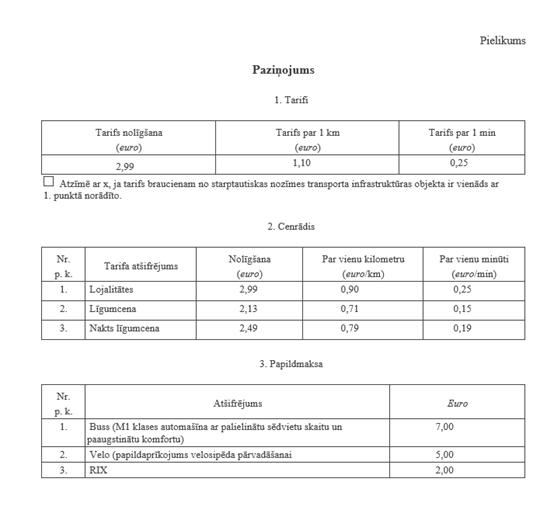 Pielikums
Paziņojums
1. Tarifi
Tarifs nolīgšana Tarifs par 1 km Tarifs par 1 min
(euro) (euro) (euro)
2,99 1,10 0,25
Atzīmē ar x, ja tarifs braucienam no starptautiskas nozīmes transporta infrastruktūras objekta ir vienāds ar
1. punktā norādīto.
2. Cenrādis
Nr. Nolīgšana Par vienu kilometru Par vienu minūti
p. k. Tarifa atšifrējums (euro) (euro/km) (euro/min)
1. Lojalitātes 2,99 0,90 0,25
2. Līgumcena 2,13 0,71 0,15
3. Nakts līgumcena 2,49 0,79 0,19
3. Papildmaksa
Nr.
p. k. Atšifrējums Euro
1. Buss (M1 klases automašīna ar palielinātu sēdvietu skaitu un 7,00
paaugstinātu komfortu)
2. Velo (papildaprīkojums velosipēda pārvadāšanai 5,00
3. RIX 2,00